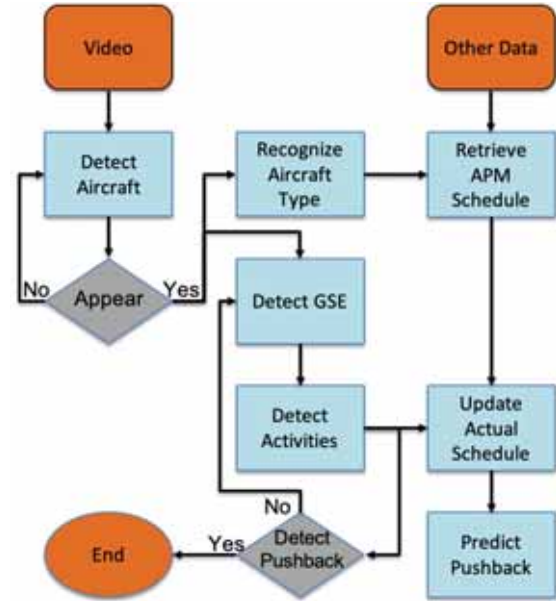 Video
Other Data
Detect
Aircraft
Recognize
Aircraft
Type
Retrieve
APM
Schedule
No
Appear
Yes
Detect GSE
Detect
Activities
Update
Actual
Schedule
No
Detect
Pushback
Yes
End
Predict
Pushback